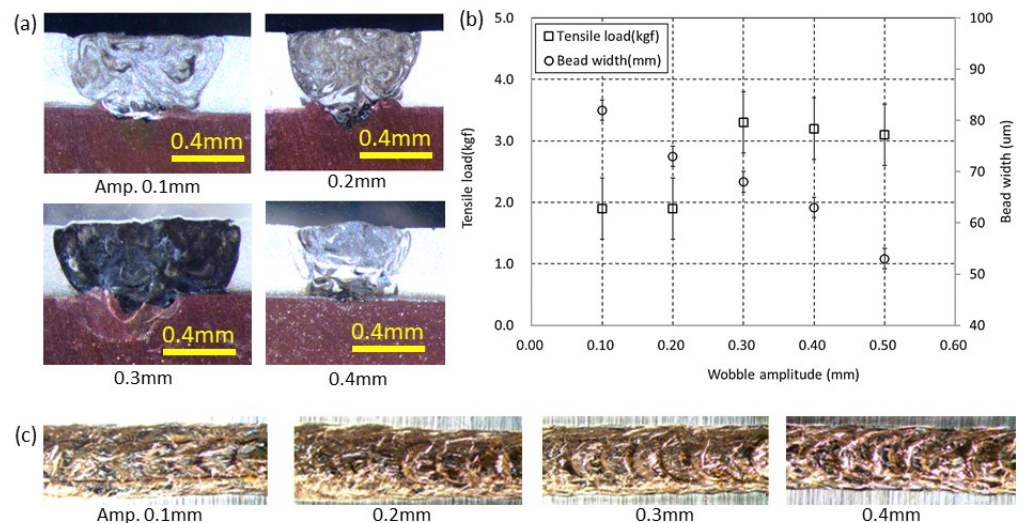 (a)
0.4mm
0.4mm
Amp. 0.1mm
0.2mm
0.4mm
0.4mm
0.3mm
0.4mm
(b)
5.0
4.0
3.0
2.0
1.0
0.0
Tensile load(kgf)
Tensile load(kgf)
Bead width(mm)
100
90
80
70
60
50
40
Bead width (um)
0.00
0.10
0.20
0.30
0.40
0.50
0.60
Wobble amplitude (mm)
(c)
Amp. 0.1mm
0.2mm
0.3mm
0.4mm